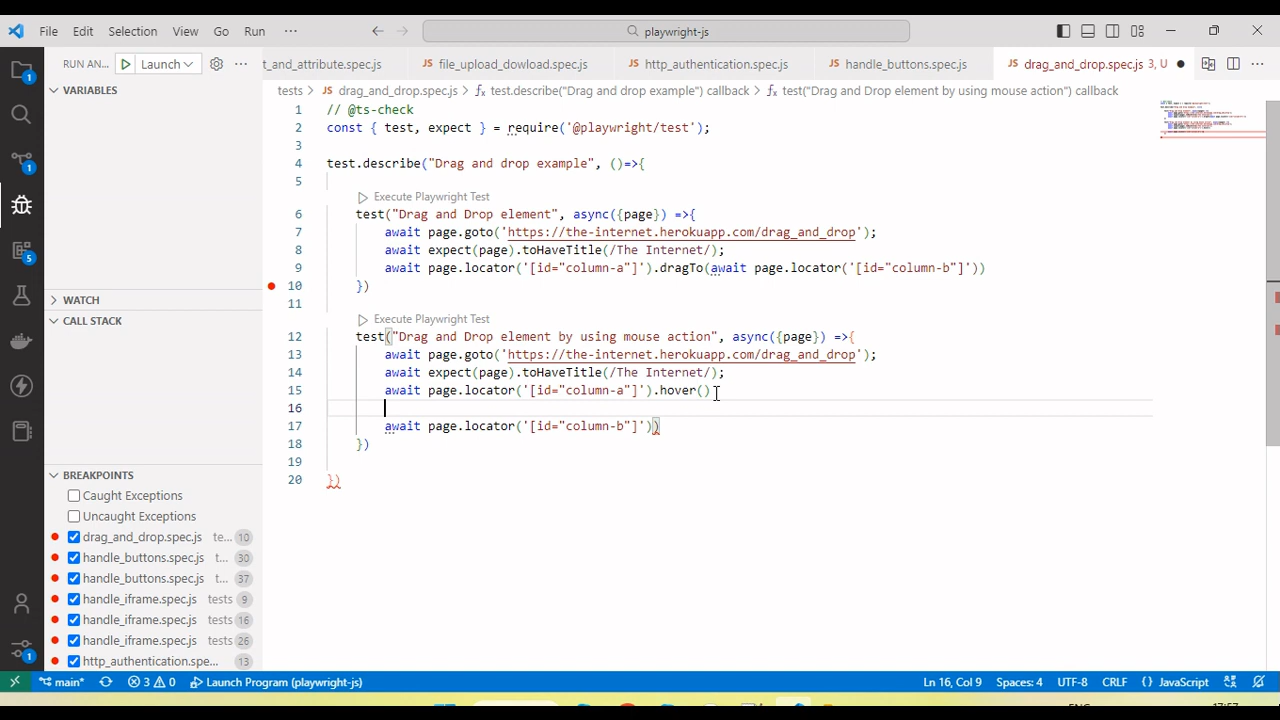 File Edit Selection View Go Run ··· playwright-js
RUN AN... Launch ···
t_and_attribute.spec.js JS file_upload_dowload.spec.js JS http_authentication.spec.js JS handle_buttons.spec.js JS drag_and_drop.spec.js 3, U ···
tests > JS drag_and_drop.spec.js > test.describe("Drag and drop example") callback > test("Drag and Drop element by using mouse action") callback
VARIABLES
WATCH
CALL STACK
BREAKPOINTS
Caught Exceptions
Uncaught Exceptions
drag_and_drop.spec.js te... 10
handle_buttons.spec.js t... 30
handle_buttons.spec.js t... 37
handle_iframe.spec.js tests 9
handle_iframe.spec.js tests 16
handle_iframe.spec.js tests 26
http_authentication.spe... 13
1 // @ts-check
2 const { test, expect } = require('@playwright/test');
3
4 test.describe("Drag and drop example", ()=>{
5
Execute Playwright Test
6 test("Drag and Drop element", async({page}) =>{
7 await page.goto('https://the-internet.herokuapp.com/drag_and_drop');
8 await expect(page).toHaveTitle(/The Internet/);
9 await page.locator('[id="column-a"]').dragTo(await page.locator('[id="column-b"]'))
10 })
11
Execute Playwright Test
12 test("Drag and Drop element by using mouse action", async({page}) =>{
13 await page.goto('https://the-internet.herokuapp.com/drag_and_drop');
14 await expect(page).toHaveTitle(/The Internet/);
15 await page.locator('[id="column-a"]').hover()
16
17 await page.locator('[id="column-b"]'))
18 })
19
20 })
1
1
5
1
main* 3 0 Launch Program (playwright-js) Ln 16, Col 9 Spaces: 4 UTF-8 CRLF {} JavaScript